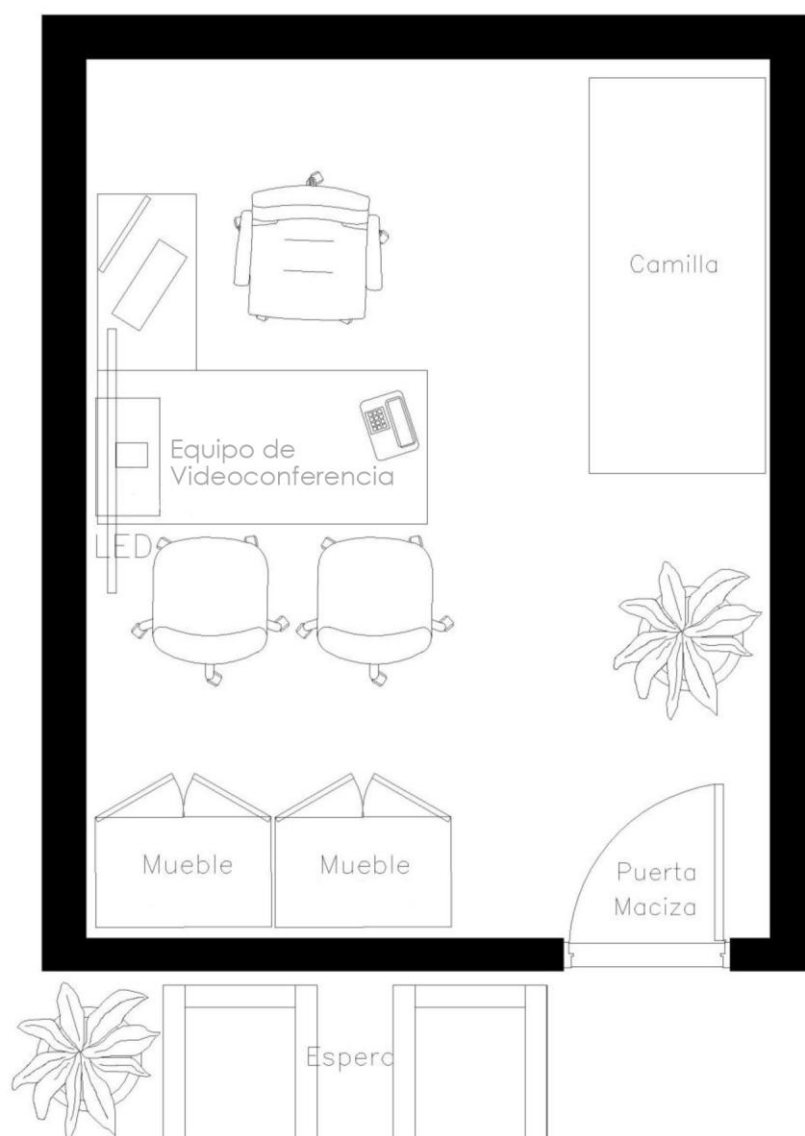 Camilla
Equipo de
Videoconferencia
LED
Mueble
Mueble
Puerta
Maciza
Espera